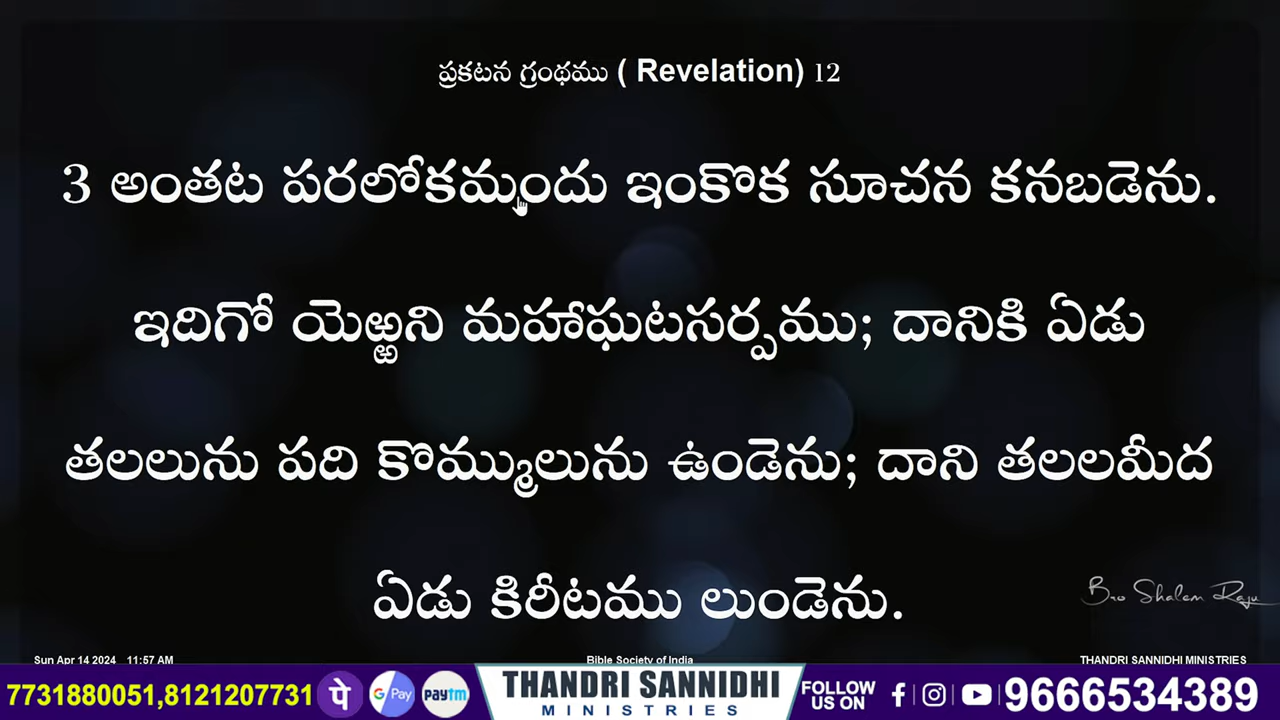 ప్రకటన గ్రంథము ( Revelation) 12
3 అంతట పరలోకమందు ఇంకొక సూచన కనబడెను.
ఇదిగో యెఱ్ఱని మహాఘటసర్పము; దానికి ఏడు
తలలును పది కొమ్ములును ఉండెను; దాని తలలమీద
ఏడు కిరీటము లుండెను.
Bro Shalem Raju
Sun Apr 14 2024 11:57 AM Bible Society of India THANDRI SANNIDHI MINISTRIES
7731880051,8121207731 पे G Pay paytm THANDRI SANNIDHI FOLLOW 9666534389
MINISTRIES US ON